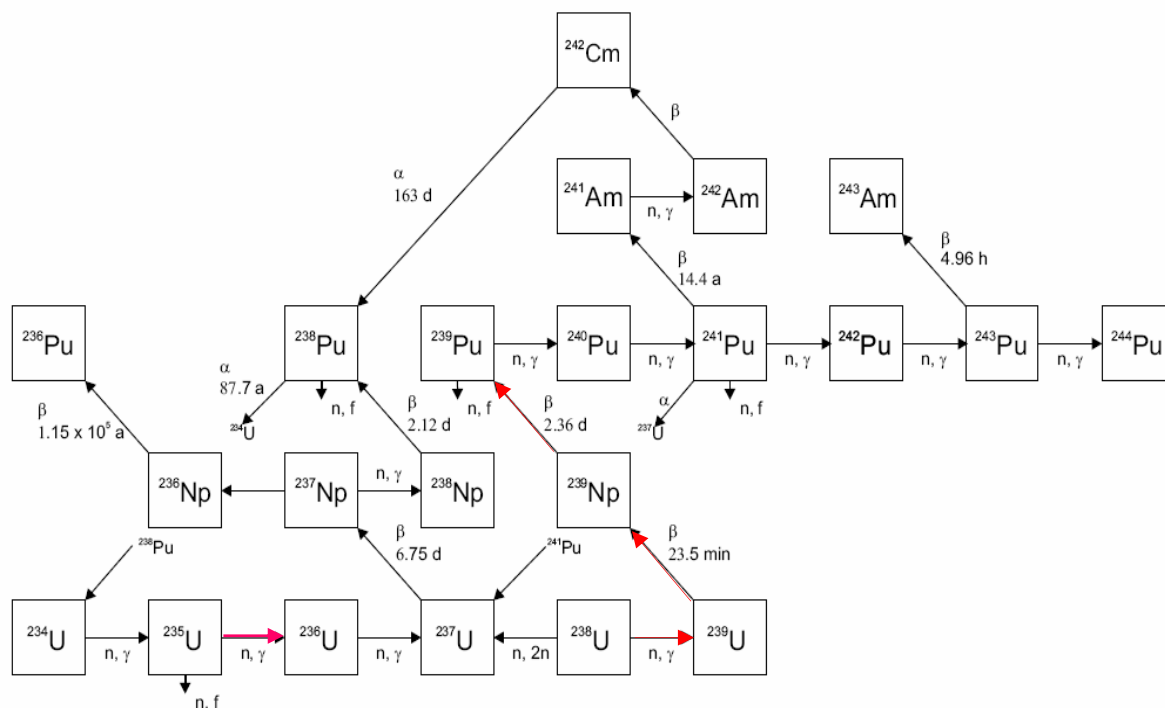 ²⁴²Cm
β
α
163 d
²⁴¹Am
n, γ
²⁴²Am
²⁴³Am
β
14.4 a
β
4.96 h
²³⁶Pu
²³⁸Pu
²³⁹Pu
n, γ
²⁴⁰Pu
n, γ
²⁴¹Pu
n, γ
²⁴²Pu
n, γ
²⁴³Pu
n, γ
²⁴⁴Pu
α
87.7 a
n, f
n, f
α
n, f
²³⁴U
²³⁷U
β
1.15 x 10⁵ a
β
2.12 d
β
2.36 d
²³⁶Np
²³⁷Np
n, γ
²³⁸Np
²³⁹Np
²³⁸Pu
β
6.75 d
²⁴¹Pu
β
23.5 min
²³⁴U
n, γ
²³⁵U
n, γ
²³⁶U
n, γ
²³⁷U
n, 2n
²³⁸U
n, γ
²³⁹U
n, f